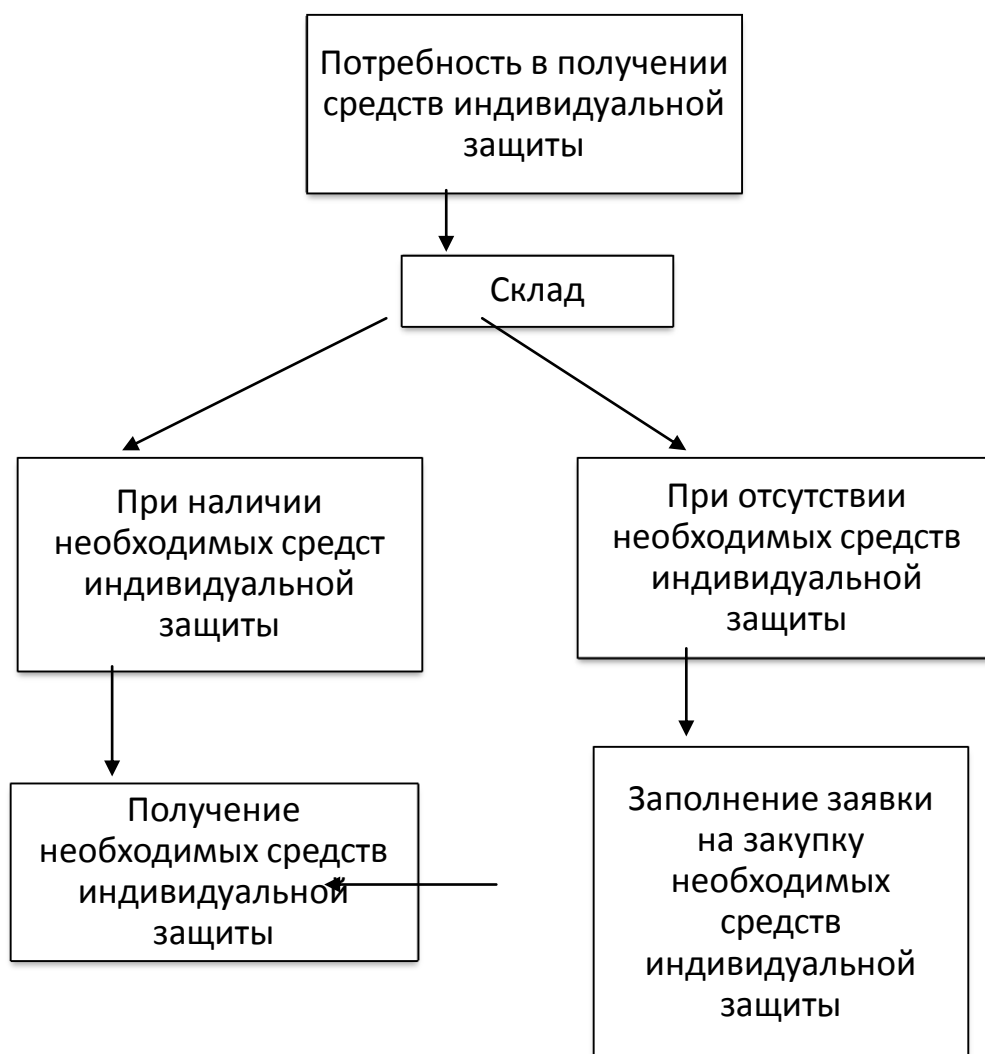 Потребность в получении
средств индивидуальной
защиты
Склад
При наличии
необходимых средст
индивидуальной
защиты
При отсутствии
необходимых средств
индивидуальной
защиты
Получение
необходимых средств
индивидуальной
защиты
Заполнение заявки
на закупку
необходимых
средств
индивидуальной
защиты